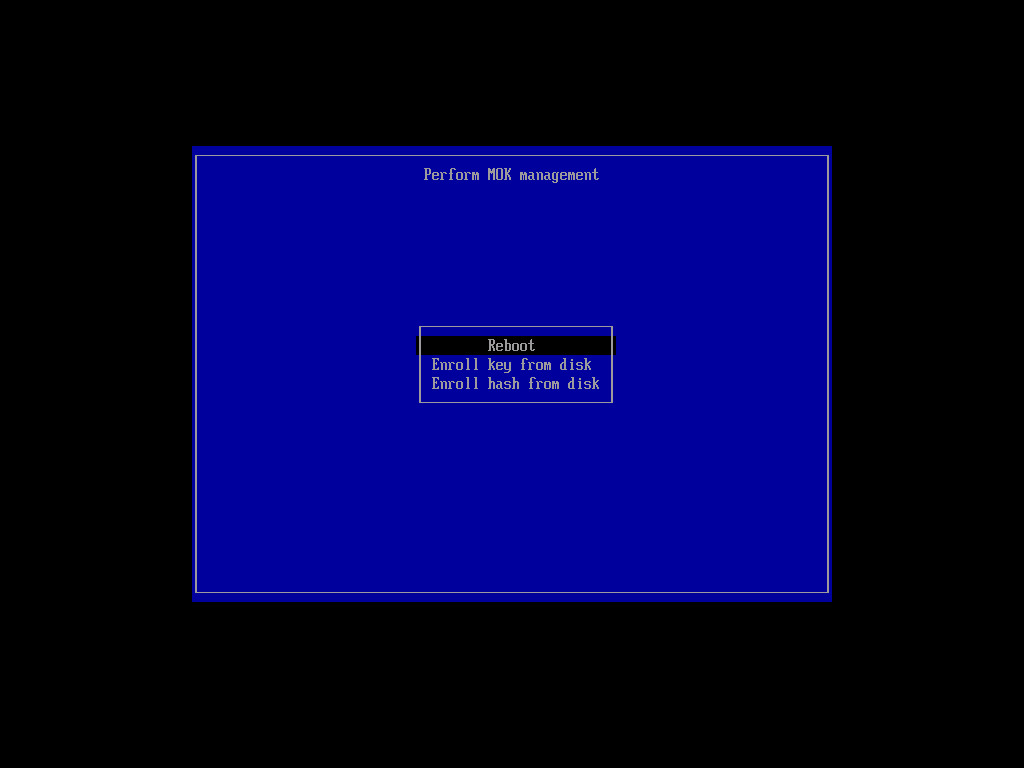 Perform MOK management
Reboot
Enroll key from disk
Enroll hash from disk